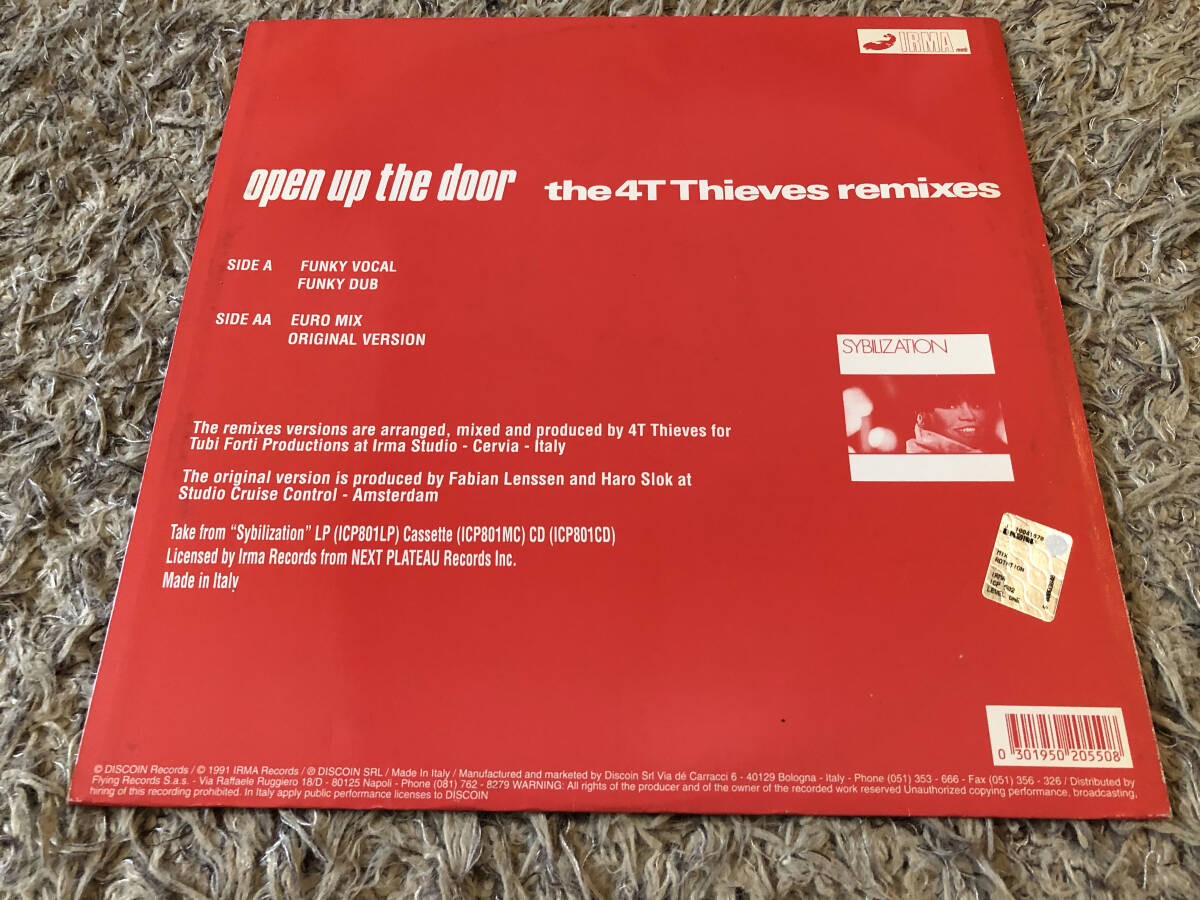 IRMA
open up the door the 4T Thieves remixes
SIDE A FUNKY VOCAL
FUNKY DUB
SIDE AA EURO MIX
ORIGINAL VERSION
SYBILIZATION
The remixes versions are arranged, mixed and produced by 4T Thieves for
Tubi Forti Productions at Irma Studio - Cervia - Italy
The original version is produced by Fabian Lenssen and Haro Slok at
Studio Cruise Control - Amsterdam
Take from “Sybilization” LP (ICP801LP) Cassette (ICP801MC) CD (ICP801CD)
Licensed by Irma Records from NEXT PLATEAU Records Inc.
Made in Italy
MIX
ROTATION
IRMA
ICP
LEVEL ONE
0 301950 205508
© DISCOIN Records / © 1991 IRMA Records / ℗ DISCOIN SRL / Made In Italy / Manufactured and marketed by Discoin Srl Via dé Carracci 6 - 40129 Bologna - Italy - Phone (051) 353 - 666 - Fax (051) 356 - 326 / Distributed by
Flying Records S.a.s. - Via Raffaele Ruggiero 18/D - 80125 Napoli - Phone (081) 762 - 8279 WARNING: All rights of the producer and of the owner of the recorded work reserved Unauthorized copying performance, broadcasting,
hiring of this recording prohibited. In Italy apply public performance licenses to DISCOIN